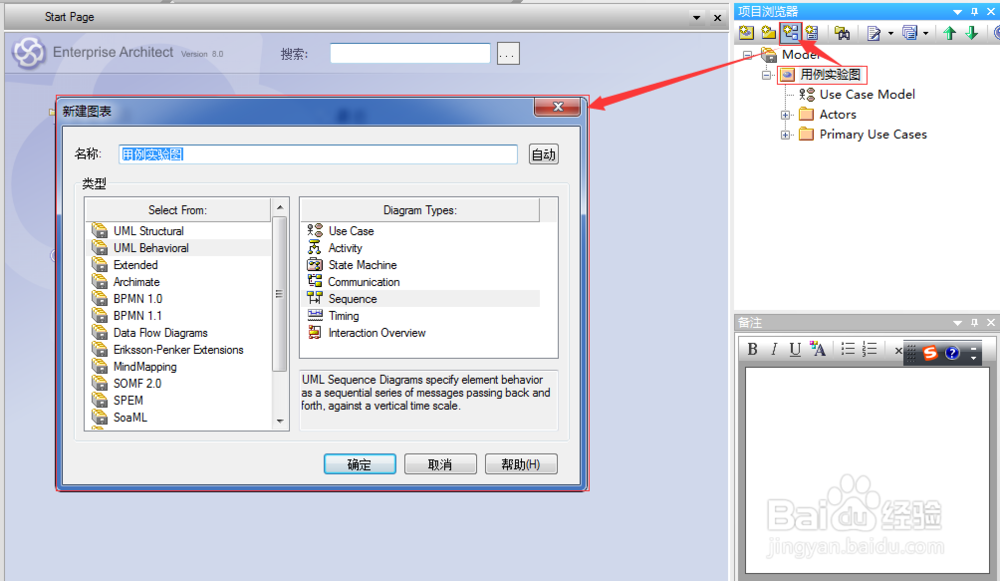 Start Page
Enterprise Architect Version 8.0
搜索:
...
新建图表
名称:
用例实验图
自动
类型
Select From:
UML Structural
UML Behavioral
Extended
Archimate
BPMN 1.0
BPMN 1.1
Data Flow Diagrams
Eriksson-Penker Extensions
MindMapping
SOMF 2.0
SPEM
SoaML
Diagram Types:
Use Case
Activity
State Machine
Communication
Sequence
Timing
Interaction Overview
UML Sequence Diagrams specify element behavior
as a sequential series of messages passing back and
forth, against a vertical time scale.
确定
取消
帮助(H)
项目浏览器
Model
用例实验图
Use Case Model
Actors
Primary Use Cases
备注
B I U A
Baidu 经验
jingyan.baidu.com